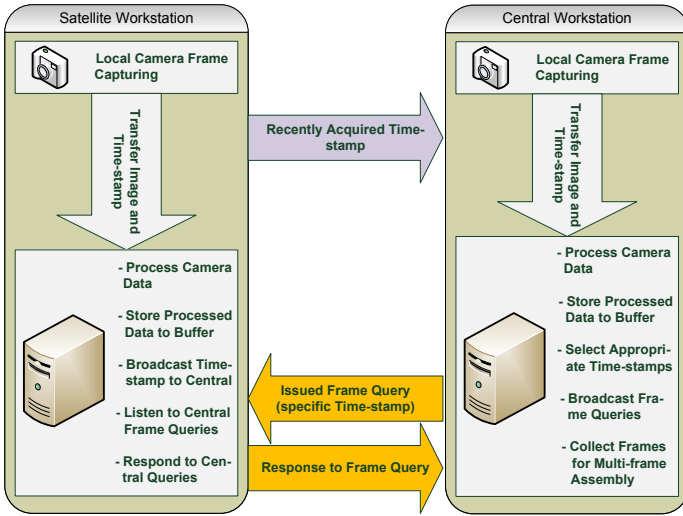 Satellite Workstation
Local Camera Frame
Capturing
Transfer Image and
Time-stamp
- Process Camera
Data
- Store Processed
Data to Buffer
- Broadcast Time-
stamp to Central
- Listen to Central
Frame Queries
- Respond to Cen-
tral Queries
Recently Acquired Time-
stamp
Issued Frame Query
(specific Time-stamp)
Response to Frame Query
Central Workstation
Local Camera Frame
Capturing
Transfer Image and
Time-stamp
- Process Camera
Data
- Store Processed
Data to Buffer
- Select Appropri-
ate Time-stamps
- Broadcast Fra-
me Queries
- Collect Frames
for Multi-frame
Assembly